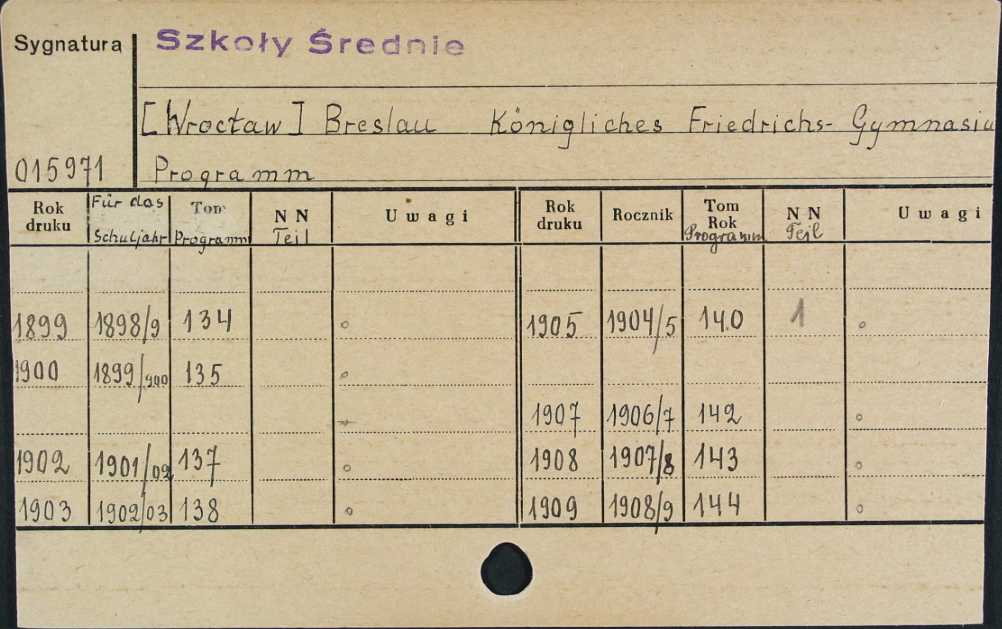 Sygnatura Szkoły Średnie
[Wrocław] Breslau Königliches Friedrichs- Gymnasiu
015971 Programm
Rok druku Für das Schuljahr Tom Programm N N Teil Uwagi Rok druku Rocznik Tom Rok Programm N N Teil Uwagi
1899 1898/9 134 1905 1904/5 140 1
1900 1899/900 135
1907 1906/7 142
1902 1901/02 137 1908 1907/8 143
1903 1902/03 138 1909 1908/9 144